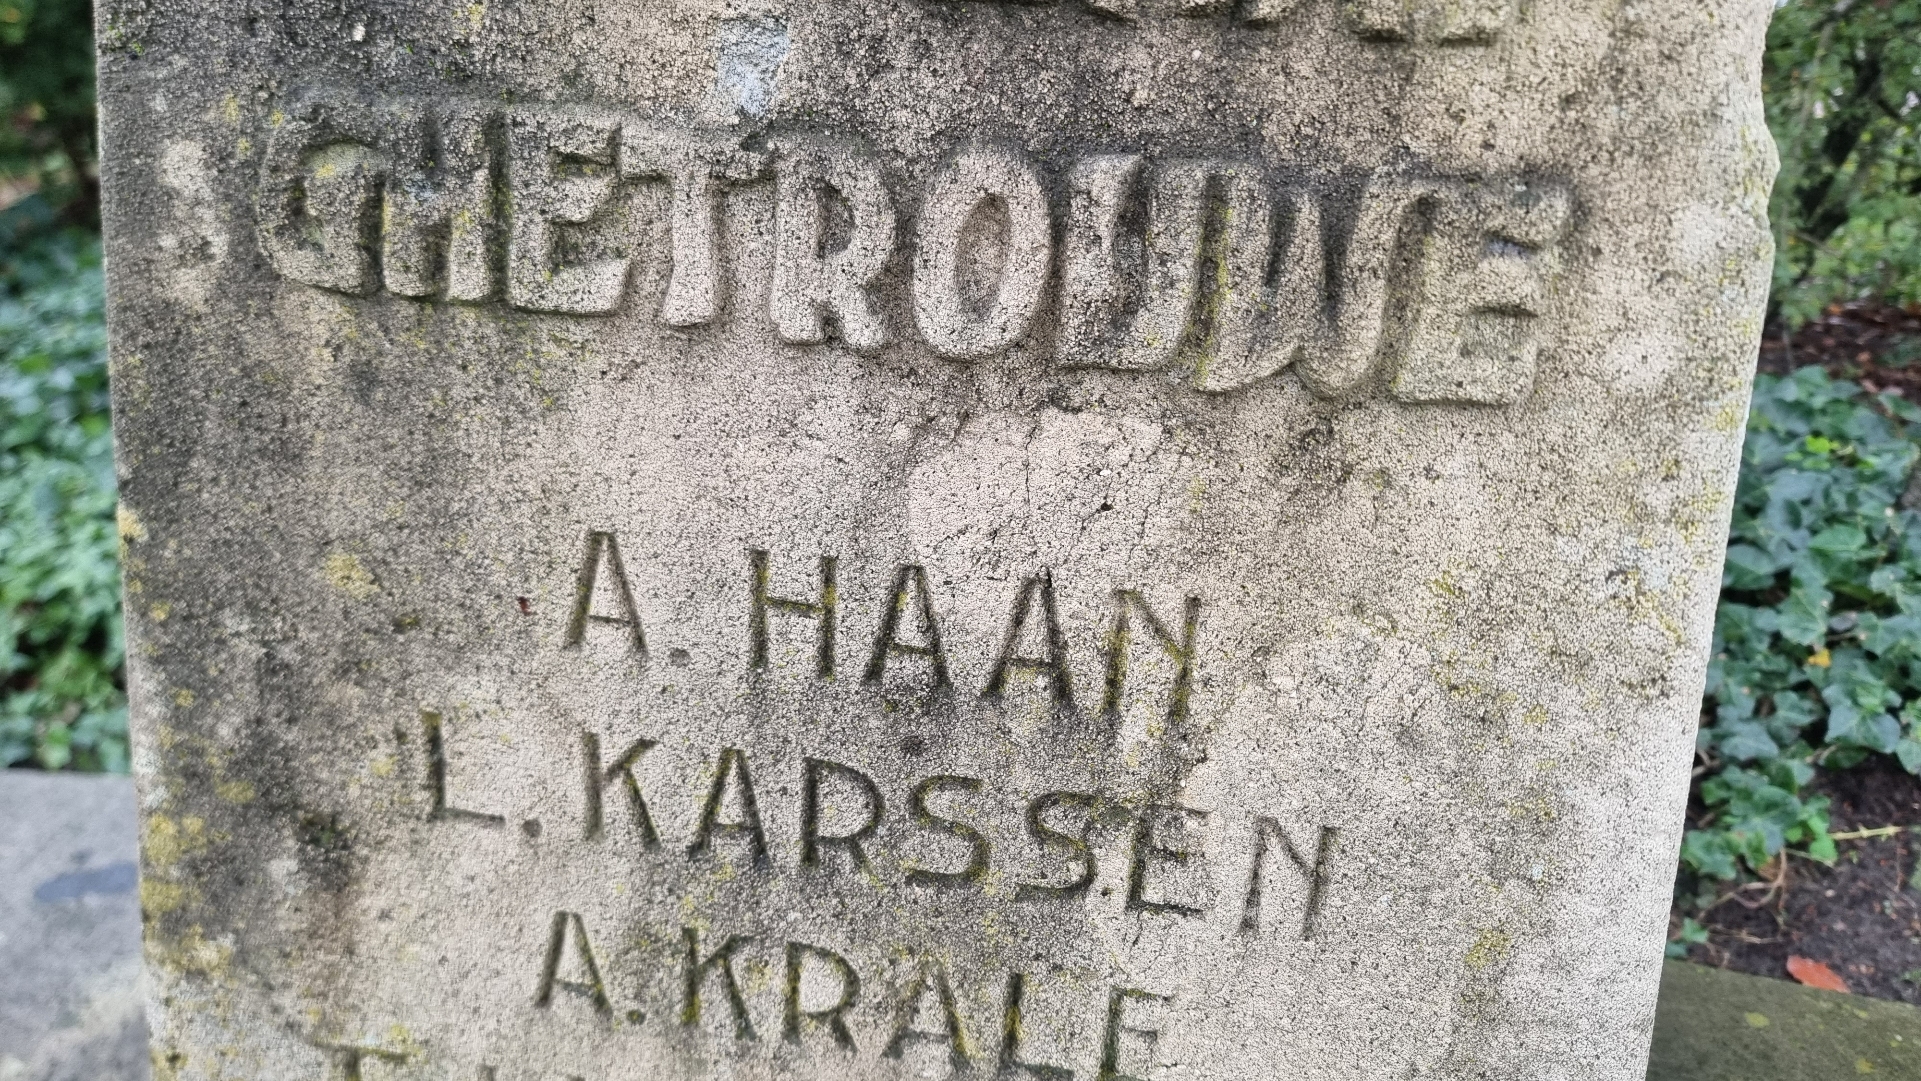 GHETROUWE
A. HAAN
L. KARSSEN
A. KRALE